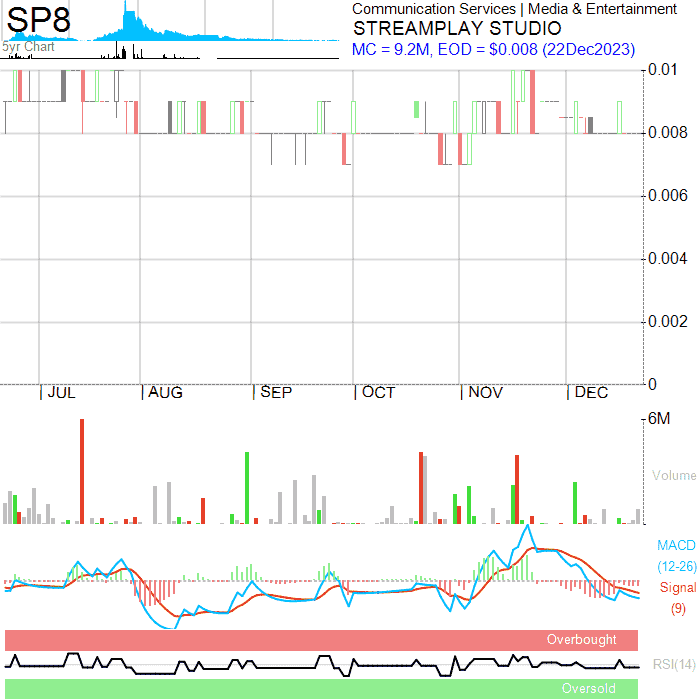 SP8
Communication Services | Media & Entertainment
STREAMPLAY STUDIO
MC = 9.2M, EOD = $0.008 (22Dec2023)
5yr Chart
0.01
0.008
0.006
0.004
0.002
0
JUL AUG SEP OCT NOV DEC
6M
Volume
MACD
(12-26)
Signal
(9)
Overbought
RSI(14)
Oversold